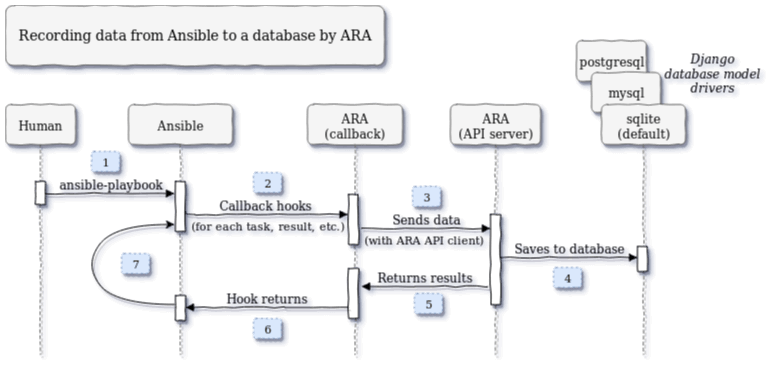 Recording data from Ansible to a database by ARA
postgresql
mysql
Django
database model
drivers
Human
Ansible
ARA
(callback)
ARA
(API server)
sqlite
(default)
1
ansible-playbook
2
Callback hooks
(for each task, result, etc.)
3
Sends data
(with ARA API client)
Saves to database
4
Returns results
5
Hook returns
6
7